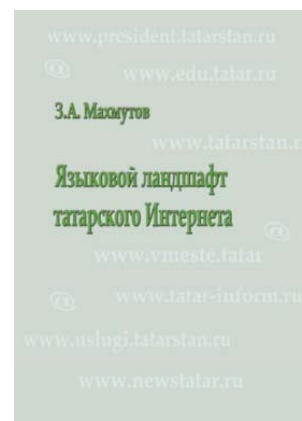 www.president.tatarstan.ru
@
www.edu.tatar.ru
З.А. Махмутов
www.tatarstan.r
Языковой ландшафт
татарского Интернета
@
www.vmeste.tatar
@
www.tatar-inform.ru
www.uslugi.tatarstan.ru
www.newstatar.ru